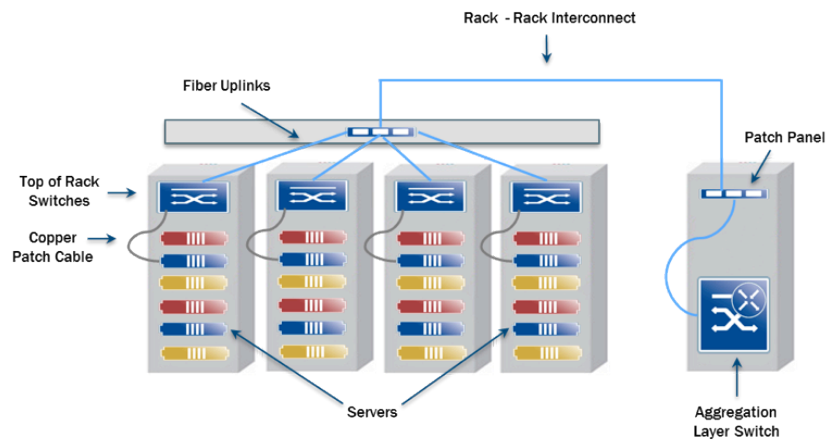 Rack  - Rack Interconnect
Fiber Uplinks
Patch Panel
Top of Rack
Switches
Copper
Patch Cable
Servers
Aggregation
Layer Switch